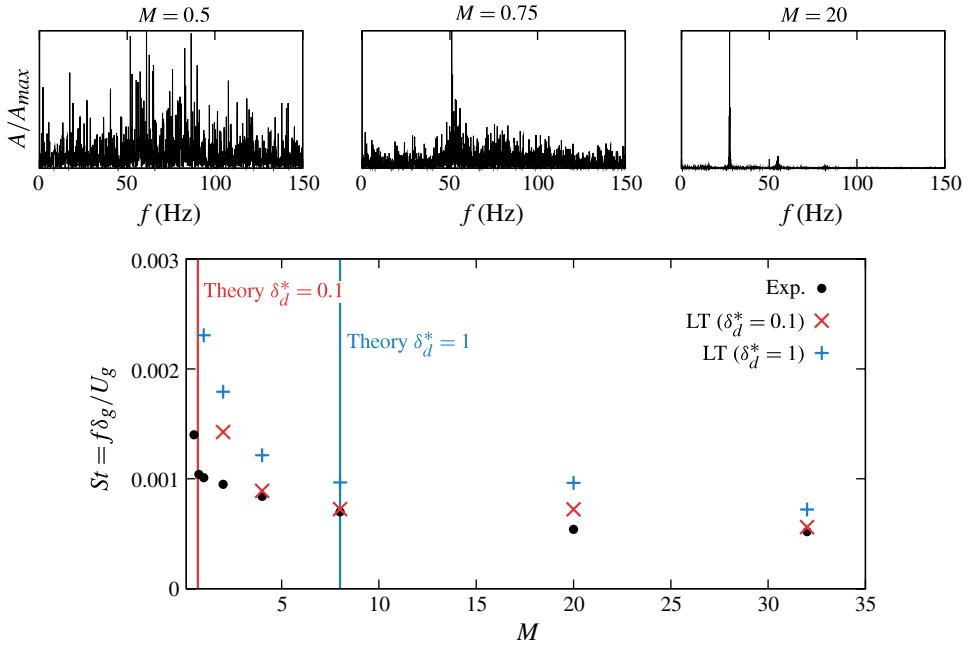 M = 0.5
M = 0.75
M = 20
A/A_max
0 50 100 150
0 50 100 150
0 50 100 150
f (Hz)
f (Hz)
f (Hz)
0.003
Theory δ*_d = 0.1
Exp.
LT (δ*_d = 0.1)
Theory δ*_d = 1
LT (δ*_d = 1)
0.002
St = fδ_g/U_g
0.001
0
5 10 15 20 25 30 35
M